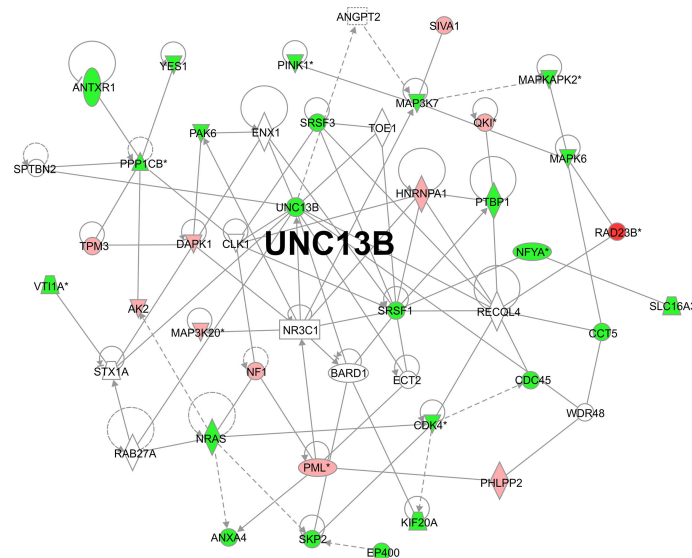 ANGPT2
SIVA1
YES1
PINK1*
MAPKAPK2*
ANTXR1
MAP3K7
SRSF3
TOE1
QKI*
PAK6
ENX1
MAPK6
SPTBN2
PPP1CB*
HNRNPA1
PTBP1
UNC13B
RAD23B*
TPM3
DAPK1
CLK1
UNC13B
NFYA*
VTI1A*
AK2
SRSF1
RECQL4
SLC16A3
MAP3K20*
NR3C1
CCT5
STX1A
NF1
BARD1
ECT2
CDC45
WDR48
RAB27A
NRAS
CDK4*
PML*
PHLPP2
KIF20A
ANXA4
SKP2
EP400